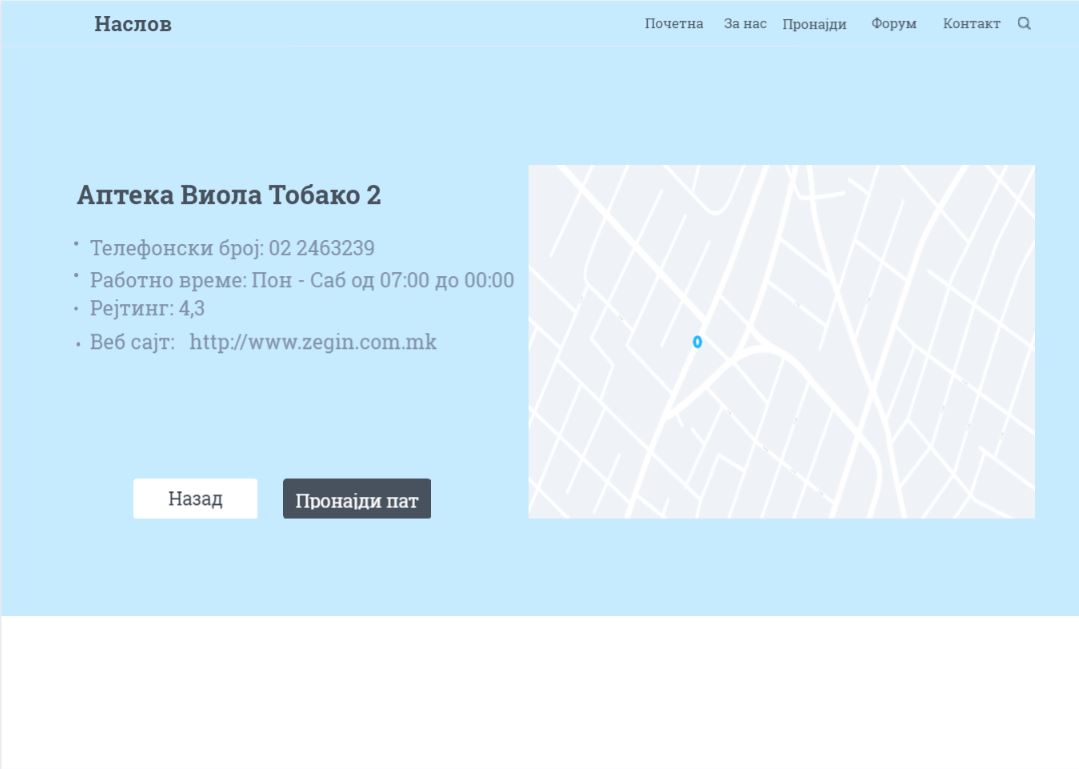 Наслов
Почетна За нас Пронајди Форум Контакт
Аптека Виола Тобако 2
• Телефонски број: 02 2463239
• Работно време: Пон - Саб од 07:00 до 00:00
• Рејтинг: 4,3
• Веб сајт: http://www.zegin.com.mk
Назад
Пронајди пат